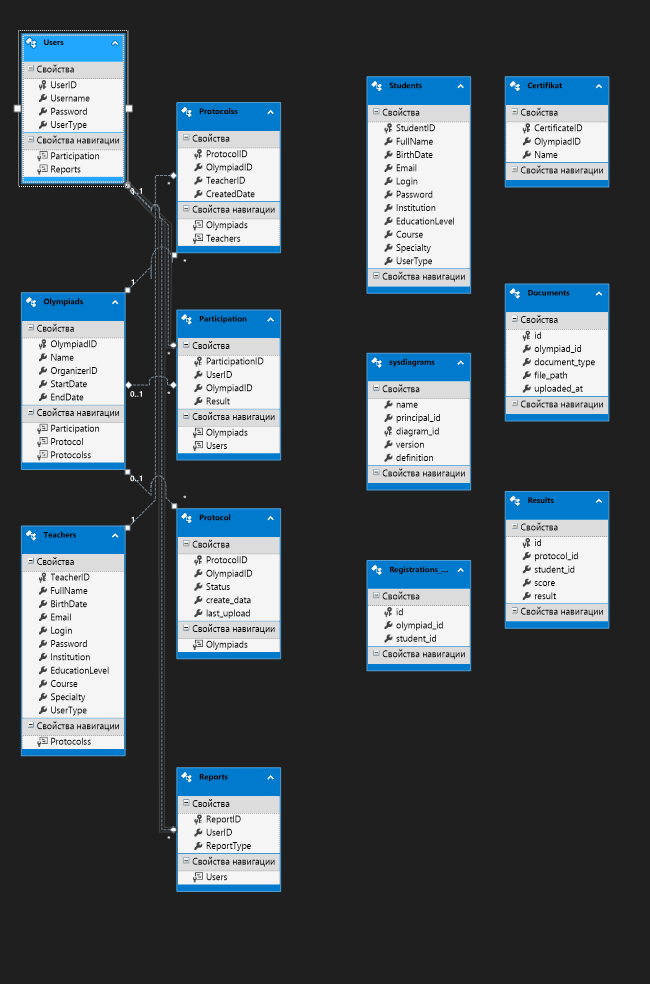 Users
Свойства
UserID
Username
Password
UserType
Свойства навигации
Participation
Reports
0..1
Protocolss
Свойства
ProtocolID
OlympiadID
TeacherID
CreatedDate
Свойства навигации
Olympiads
Teachers
*
*
1
Olympiads
Свойства
OlympiadID
Name
OrganizerID
StartDate
EndDate
Свойства навигации
Participation
Protocol
Protocolss
0..1
0..1
Participation
Свойства
ParticipationID
UserID
OlympiadID
Result
Свойства навигации
Olympiads
Users
*
*
Teachers
Свойства
TeacherID
FullName
BirthDate
Email
Login
Password
Institution
EducationLevel
Course
Specialty
UserType
Свойства навигации
Protocolss
1
Protocol
Свойства
ProtocolID
OlympiadID
Status
create_data
last_upload
Свойства навигации
Olympiads
*
Reports
Свойства
ReportID
UserID
ReportType
Свойства навигации
Users
*
Students
Свойства
StudentID
FullName
BirthDate
Email
Login
Password
Institution
EducationLevel
Course
Specialty
UserType
Свойства навигации
sysdiagrams
Свойства
name
principal_id
diagram_id
version
definition
Свойства навигации
Registrations_...
Свойства
id
olympiad_id
student_id
Свойства навигации
Certifikat
Свойства
CertificateID
OlympiadID
Name
Свойства навигации
Documents
Свойства
id
olympiad_id
document_type
file_path
uploaded_at
Свойства навигации
Results
Свойства
id
protocol_id
student_id
score
result
Свойства навигации